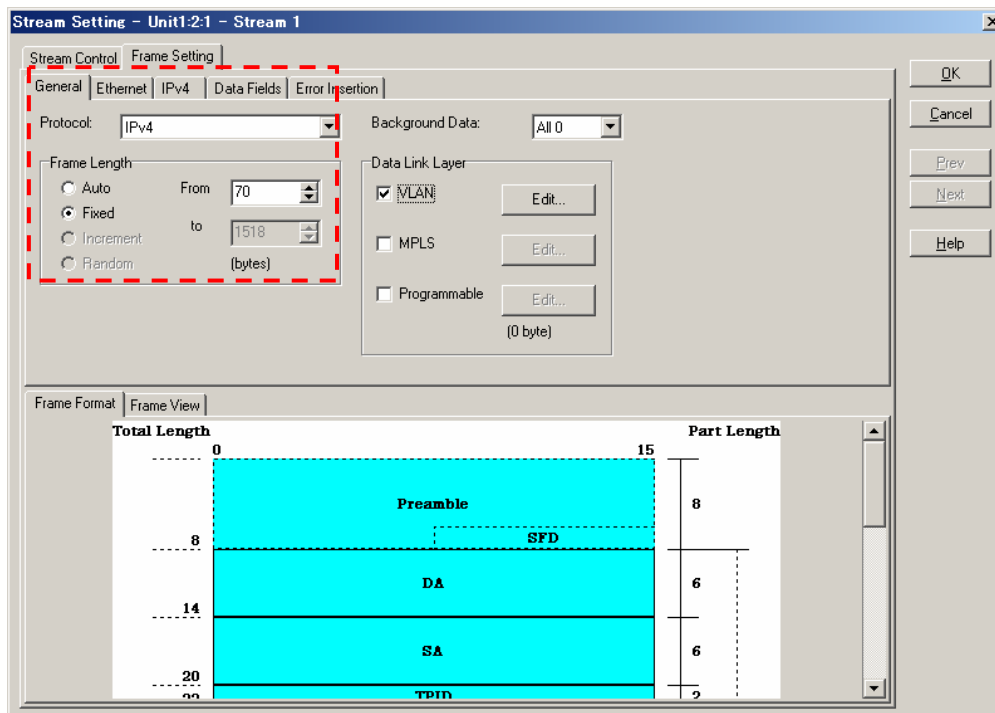 Stream Setting - Unit1:2:1 - Stream 1
Stream Control Frame Setting
General Ethernet IPv4 Data Fields Error Insertion
Protocol: IPv4 Background Data: All 0
Frame Length
Auto From 70
Fixed
to 1518
Increment
Random (bytes)
Data Link Layer
VLAN Edit...
MPLS Edit...
Programmable Edit...
(0 byte)
OK
Cancel
Prev
Next
Help
Frame Format Frame View
Total Length Part Length
0 15
Preamble 8
8 SFD
DA 6
14
SA 6
20
22 TPID 2